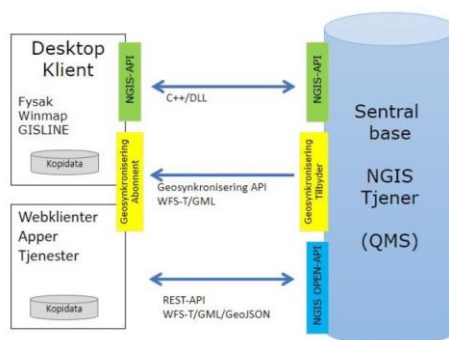 Desktop
Klient
Fysak
Winmap
GISLINE
Kopidata
NGIS-API
C++/DLL
NGIS-API
Geosynkronisering
Abonnent
Geosynkronisering API
WFS-T/GML
Geosynkronisering
Tilbyder
Webklienter
Apper
Tjenester
Kopidata
REST-API
WFS-T/GML/GeoJSON
NGIS OPEN-API
Sentral
base
NGIS
Tjener
(QMS)